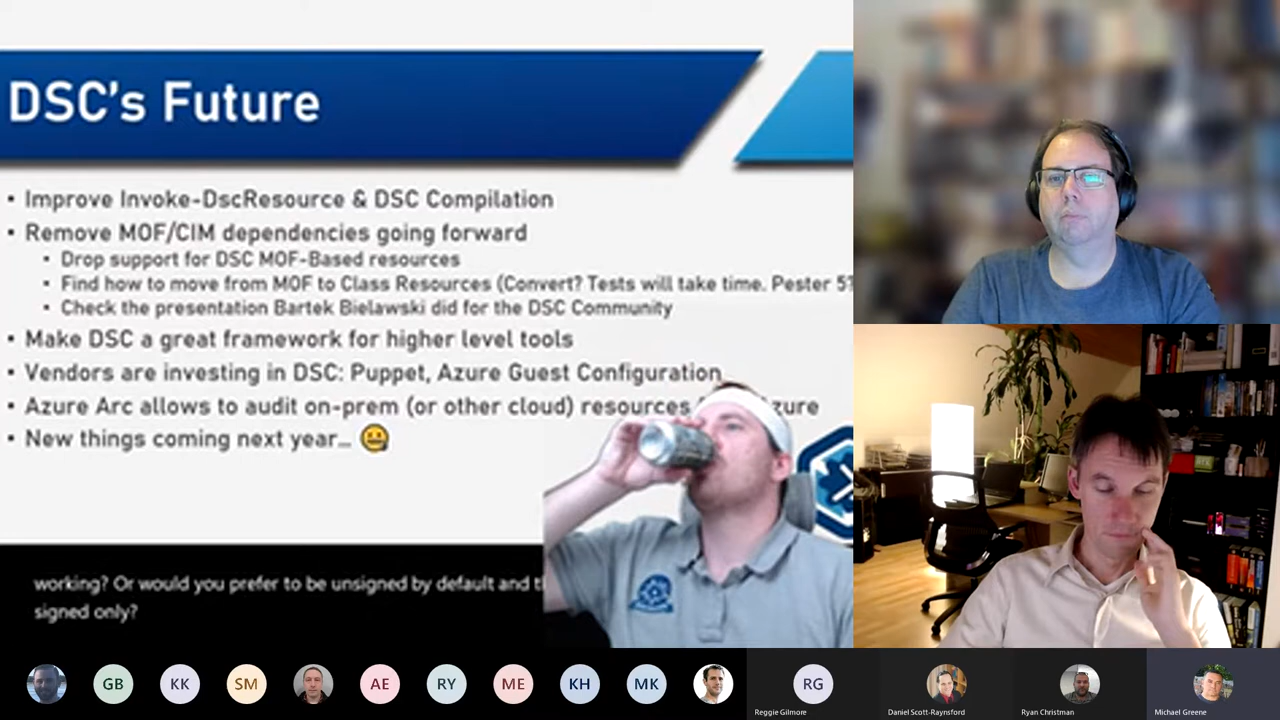 DSC's Future
• Improve Invoke-DscResource & DSC Compilation
• Remove MOF/CIM dependencies going forward
• Drop support for DSC MOF-Based resources
• Find how to move from MOF to Class Resources (Convert? Tests will take time. Pester 5?
• Check the presentation Bartek Bielawski did for the DSC Community
• Make DSC a great framework for higher level tools
• Vendors are investing in DSC: Puppet, Azure Guest Configuration
• Azure Arc allows to audit on-prem (or other cloud) resources
• New things coming next year... 🤐
working? Or would you prefer to be unsigned by default and
signed only?
GB
KK
SM
AE
RY
ME
KH
MK
RG
Reggie Gilmore
Daniel Scott-Raynsford
Ryan Christman
Michael Greene